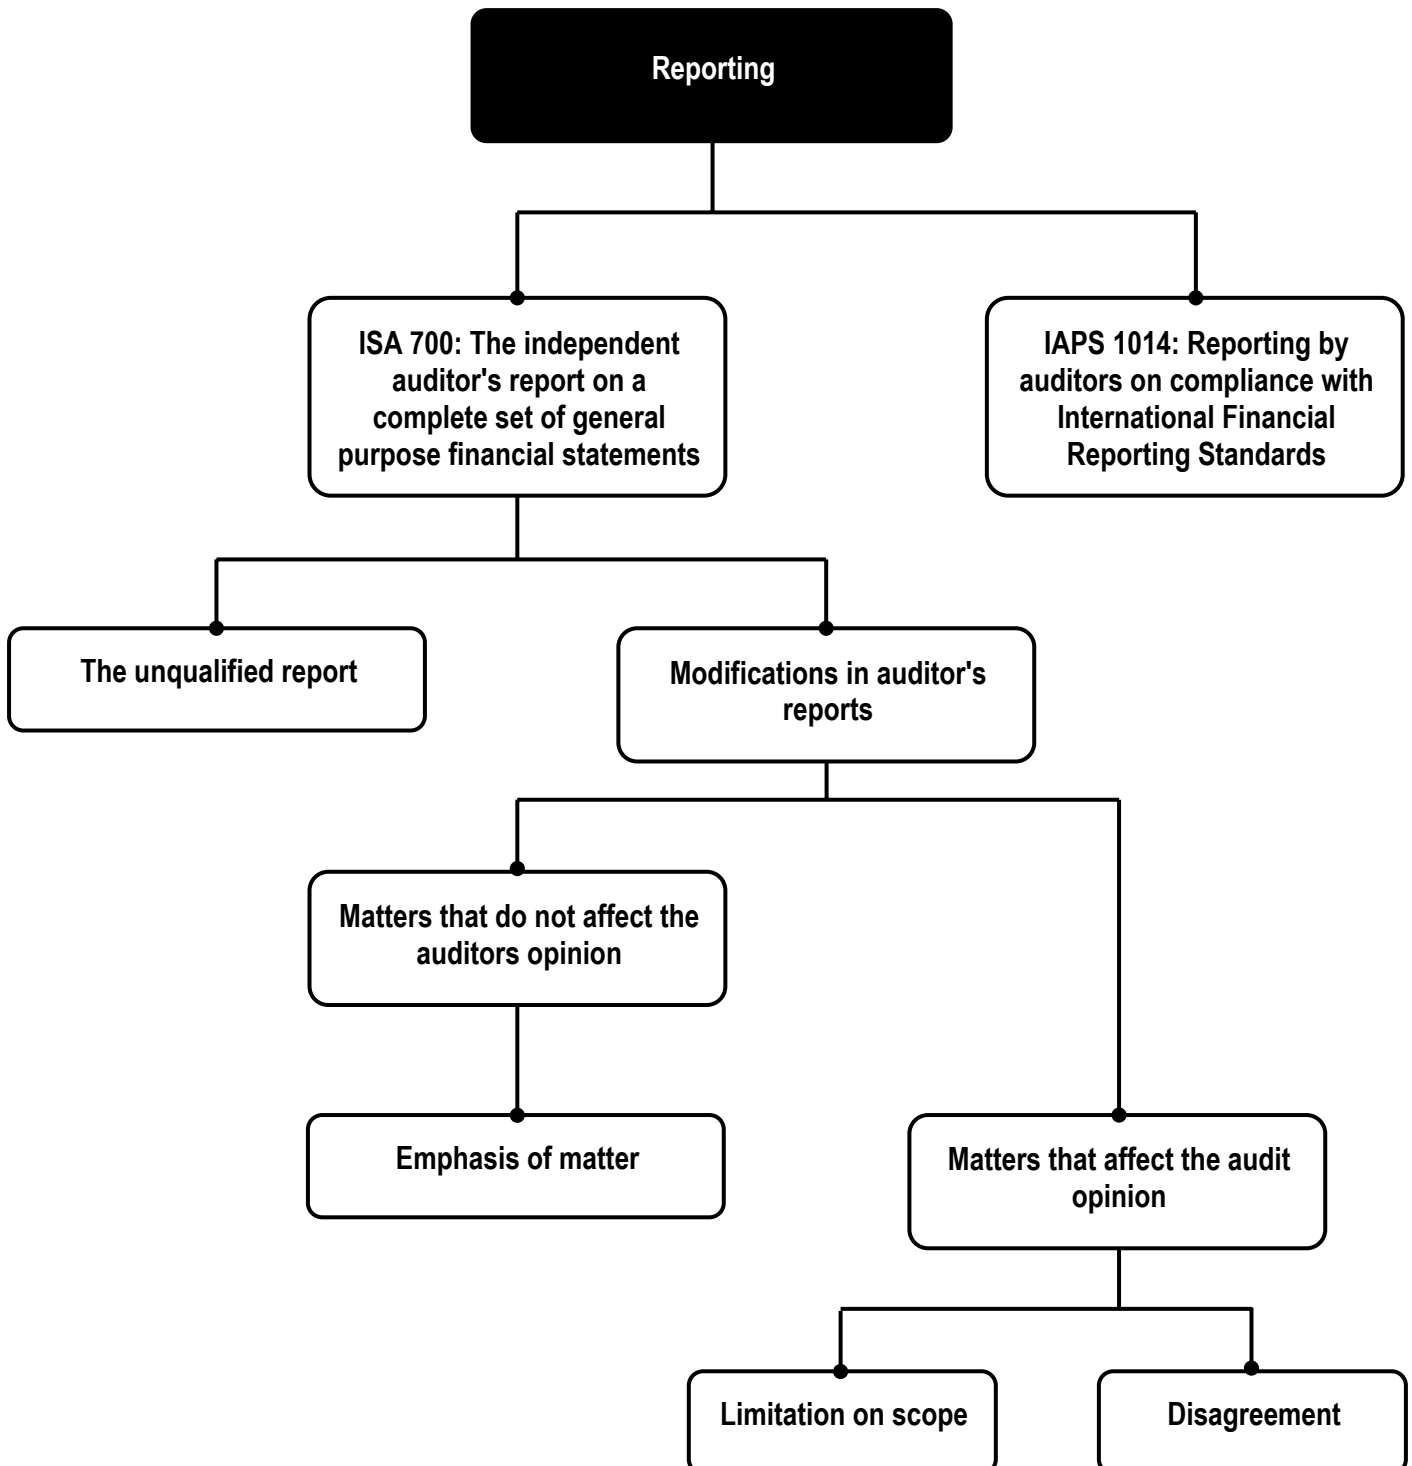 Reporting
ISA 700: The independent
auditor's report on a
complete set of general
purpose financial statements
IAPS 1014: Reporting by
auditors on compliance with
International Financial
Reporting Standards
The unqualified report
Modifications in auditor's
reports
Matters that do not affect the
auditors opinion
Emphasis of matter
Matters that affect the audit
opinion
Limitation on scope
Disagreement